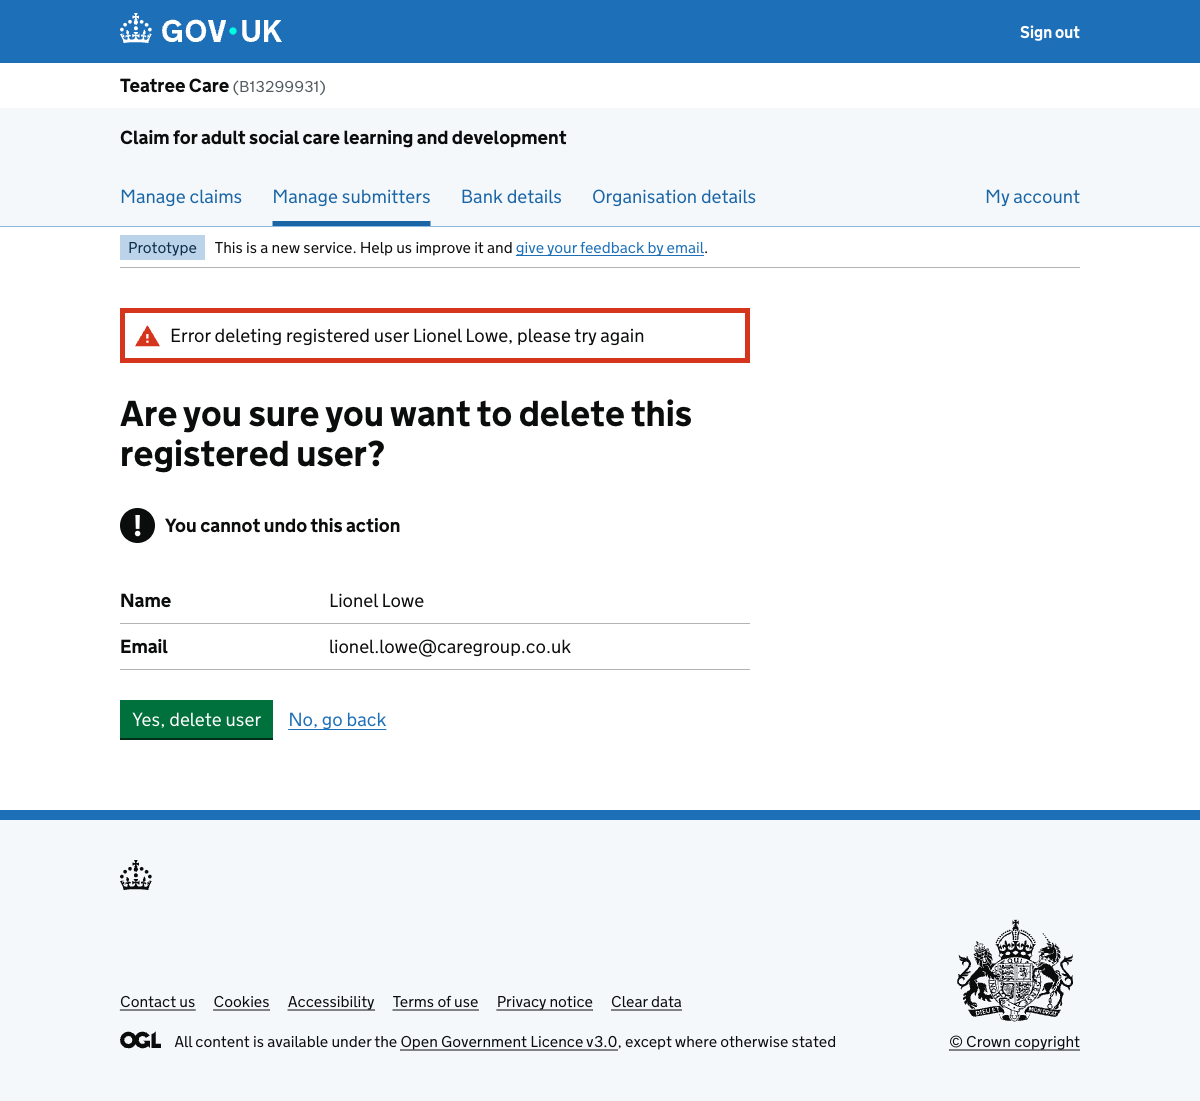 GOV·UK
Sign out
Teatree Care (B13299931)
Claim for adult social care learning and development
Manage claims Manage submitters Bank details Organisation details My account
Prototype This is a new service. Help us improve it and give your feedback by email.
Error deleting registered user Lionel Lowe, please try again
Are you sure you want to delete this
registered user?
! You cannot undo this action
Name Lionel Lowe
Email lionel.lowe@caregroup.co.uk
Yes, delete user No, go back
Contact us Cookies Accessibility Terms of use Privacy notice Clear data
OGL All content is available under the Open Government Licence v3.0, except where otherwise stated
© Crown copyright